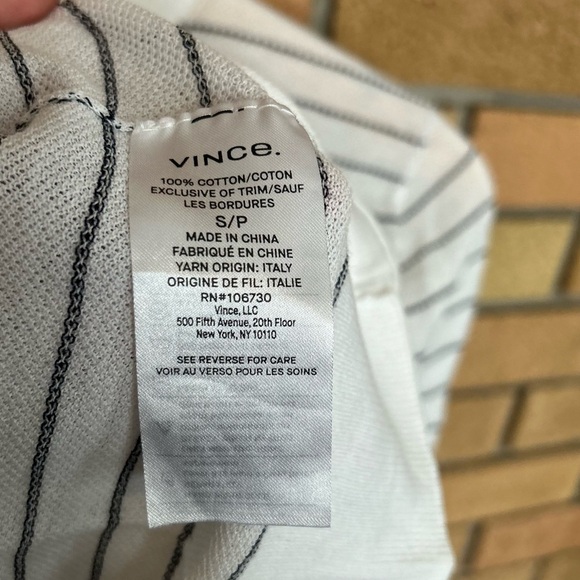 VINCe.
100% COTTON/COTON
EXCLUSIVE OF TRIM/SAUF
LES BORDURES
S/P
MADE IN CHINA
FABRIQUÉ EN CHINE
YARN ORIGIN: ITALY
ORIGINE DE FIL: ITALIE
RN#106730
Vince, LLC
500 Fifth Avenue, 20th Floor
New York, NY 10110
SEE REVERSE FOR CARE
VOIR AU VERSO POUR LES SOINS